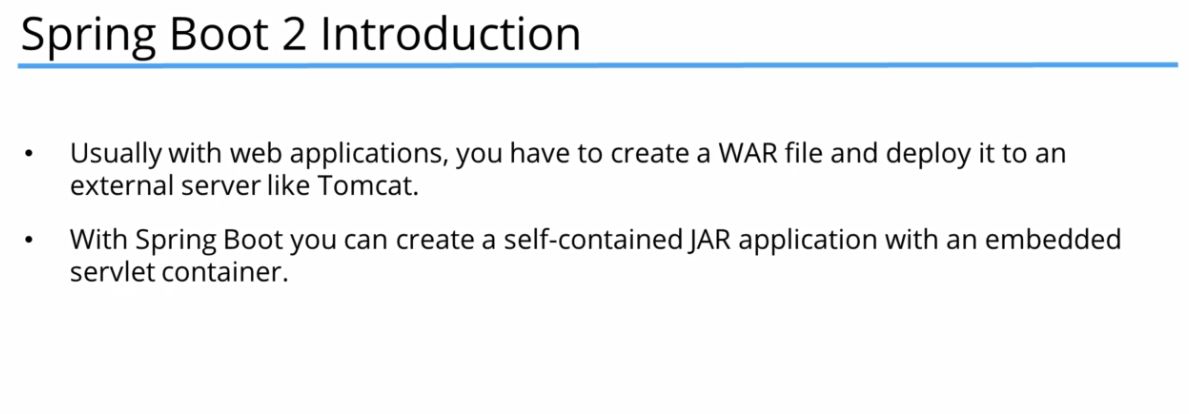 Spring Boot 2 Introduction
• Usually with web applications, you have to create a WAR file and deploy it to an
external server like Tomcat.
• With Spring Boot you can create a self-contained JAR application with an embedded
servlet container.